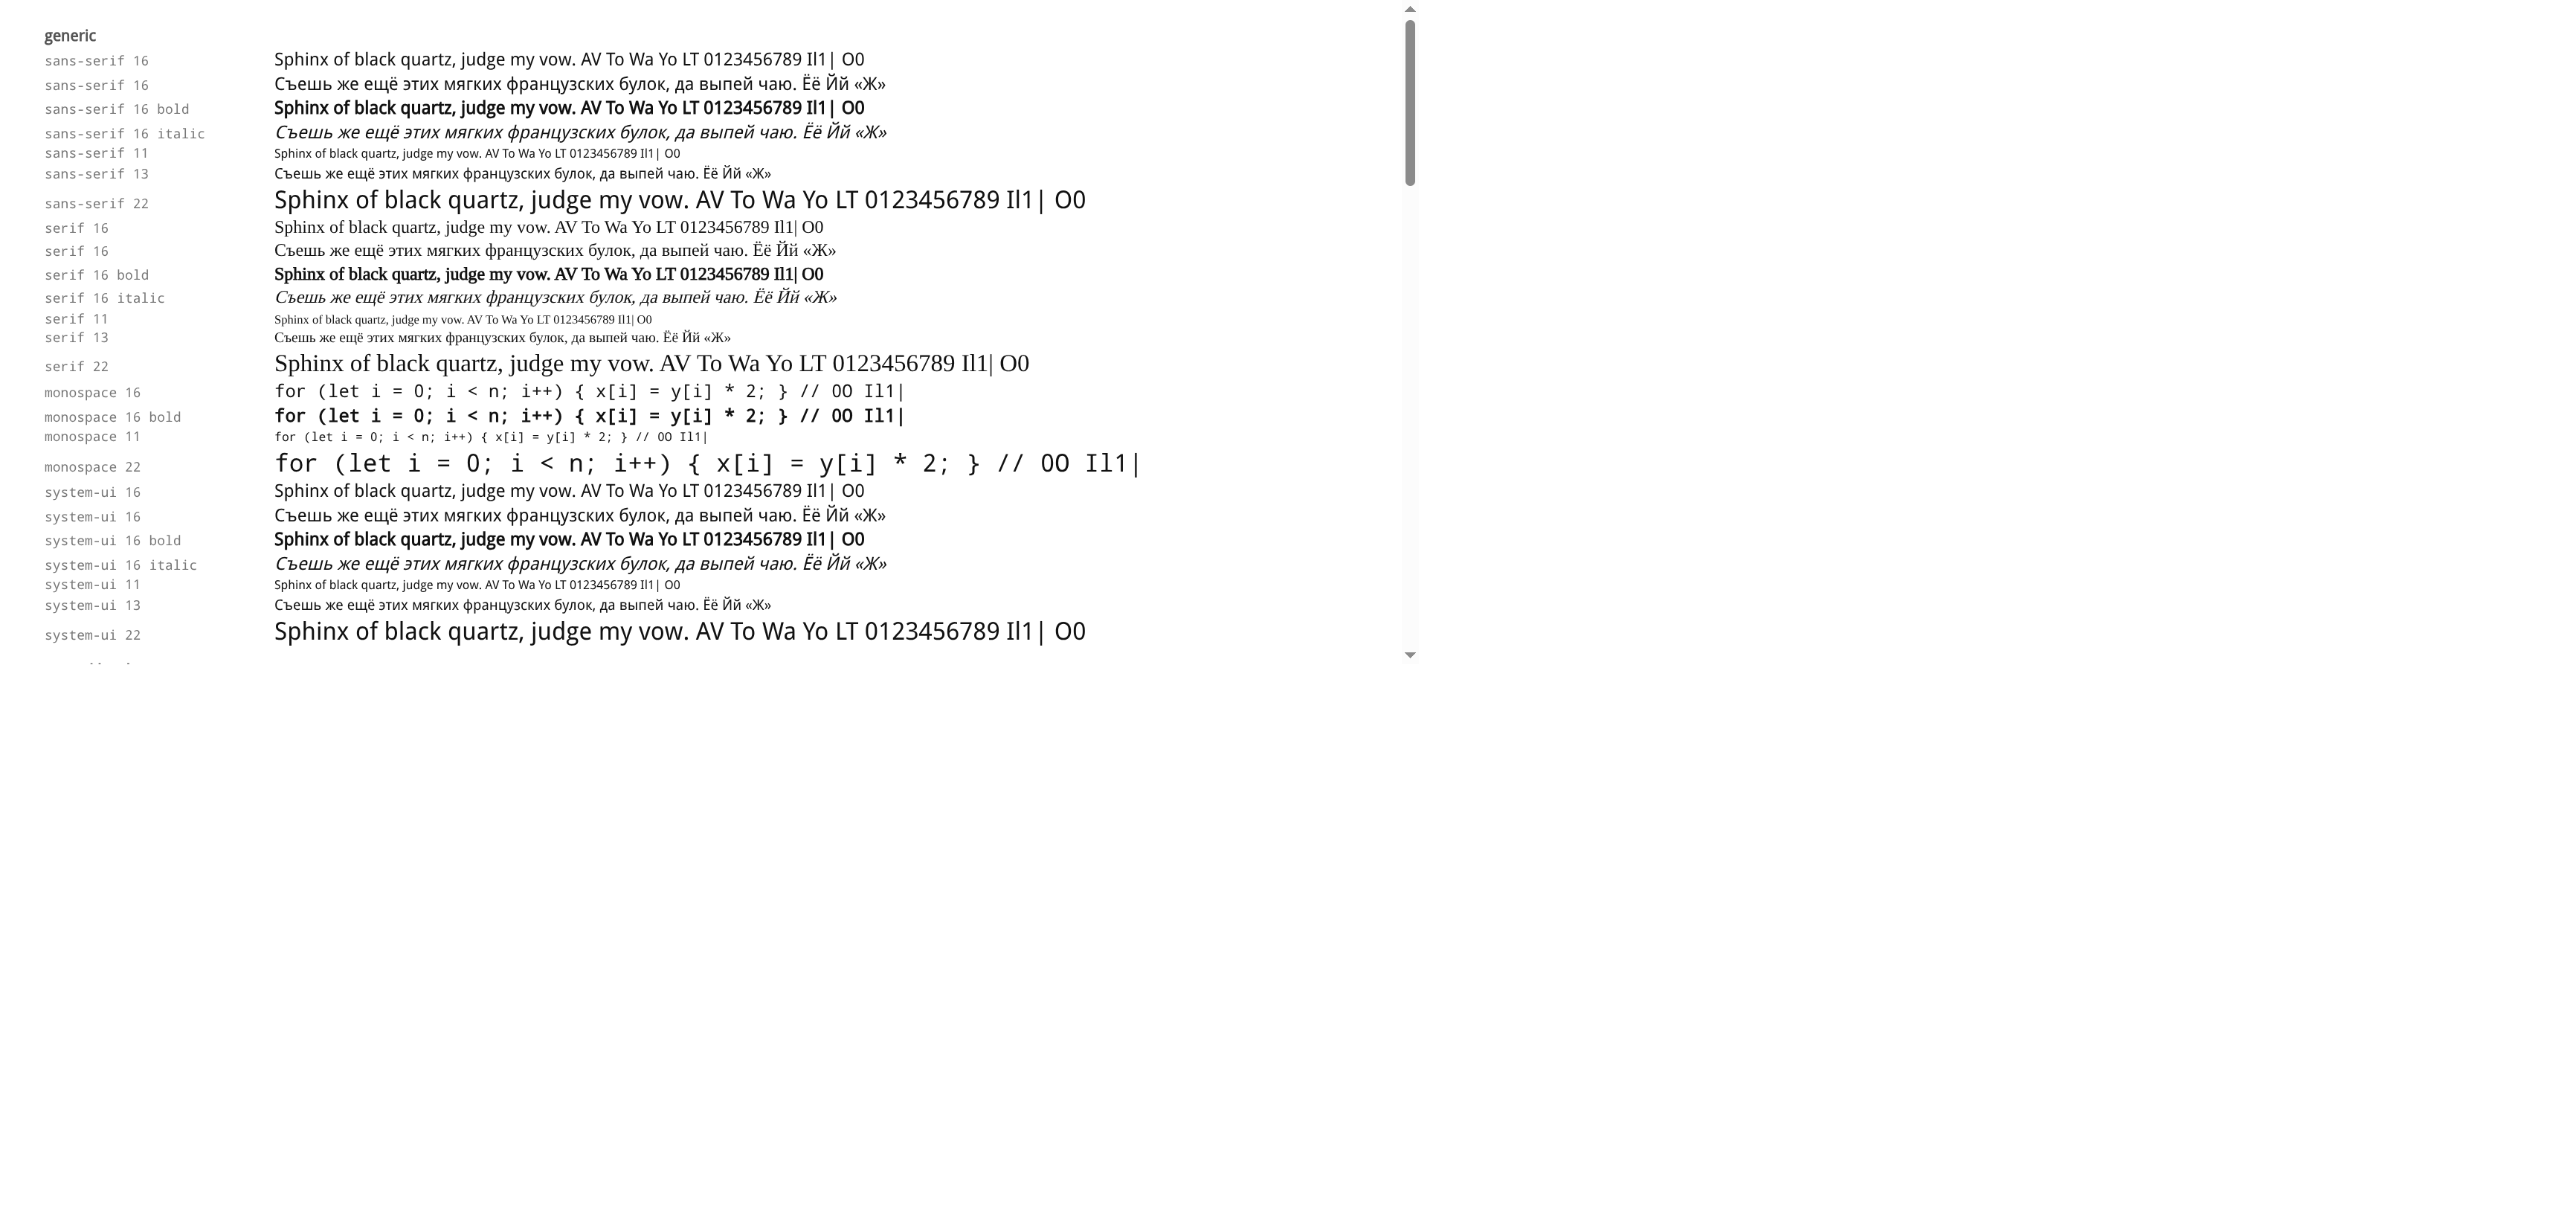 generic
sans-serif 16 Sphinx of black quartz, judge my vow. AV To Wa Yo LT 0123456789 Il1| O0
sans-serif 16 Съешь же ещё этих мягких французских булок, да выпей чаю. Ёё Йй «Ж»
sans-serif 16 bold Sphinx of black quartz, judge my vow. AV To Wa Yo LT 0123456789 Il1| O0
sans-serif 16 italic Съешь же ещё этих мягких французских булок, да выпей чаю. Ёё Йй «Ж»
sans-serif 11 Sphinx of black quartz, judge my vow. AV To Wa Yo LT 0123456789 Il1| O0
sans-serif 13 Съешь же ещё этих мягких французских булок, да выпей чаю. Ёё Йй «Ж»
sans-serif 22 Sphinx of black quartz, judge my vow. AV To Wa Yo LT 0123456789 Il1| O0
serif 16 Sphinx of black quartz, judge my vow. AV To Wa Yo LT 0123456789 Il1| O0
serif 16 Съешь же ещё этих мягких французских булок, да выпей чаю. Ёё Йй «Ж»
serif 16 bold Sphinx of black quartz, judge my vow. AV To Wa Yo LT 0123456789 Il1| O0
serif 16 italic Съешь же ещё этих мягких французских булок, да выпей чаю. Ёё Йй «Ж»
serif 11 Sphinx of black quartz, judge my vow. AV To Wa Yo LT 0123456789 Il1| O0
serif 13 Съешь же ещё этих мягких французских булок, да выпей чаю. Ёё Йй «Ж»
serif 22 Sphinx of black quartz, judge my vow. AV To Wa Yo LT 0123456789 Il1| O0
monospace 16 for (let i = 0; i < n; i++) { x[i] = y[i] * 2; } // 0O Il1|
monospace 16 bold for (let i = 0; i < n; i++) { x[i] = y[i] * 2; } // 0O Il1|
monospace 11 for (let i = 0; i < n; i++) { x[i] = y[i] * 2; } // 0O Il1|
monospace 22 for (let i = 0; i < n; i++) { x[i] = y[i] * 2; } // 0O Il1|
system-ui 16 Sphinx of black quartz, judge my vow. AV To Wa Yo LT 0123456789 Il1| O0
system-ui 16 Съешь же ещё этих мягких французских булок, да выпей чаю. Ёё Йй «Ж»
system-ui 16 bold Sphinx of black quartz, judge my vow. AV To Wa Yo LT 0123456789 Il1| O0
system-ui 16 italic Съешь же ещё этих мягких французских булок, да выпей чаю. Ёё Йй «Ж»
system-ui 11 Sphinx of black quartz, judge my vow. AV To Wa Yo LT 0123456789 Il1| O0
system-ui 13 Съешь же ещё этих мягких французских булок, да выпей чаю. Ёё Йй «Ж»
system-ui 22 Sphinx of black quartz, judge my vow. AV To Wa Yo LT 0123456789 Il1| O0